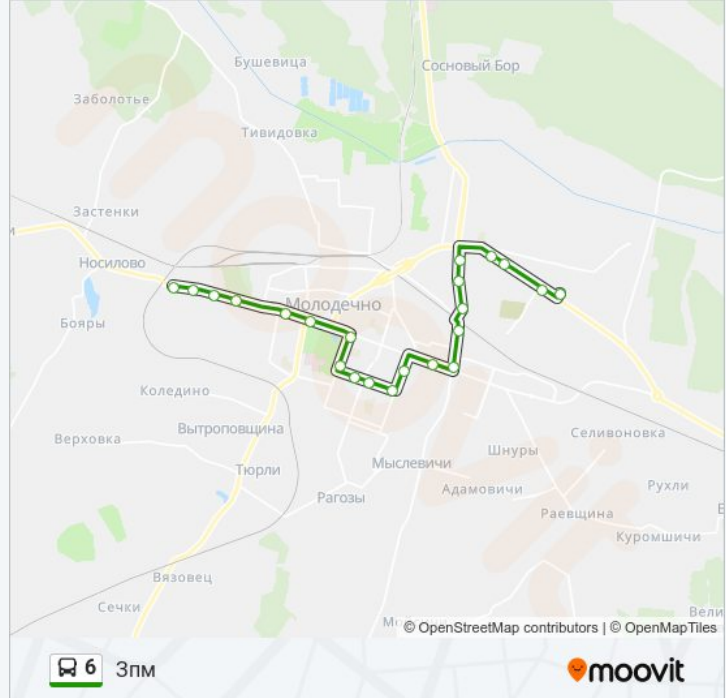 Бушевица
Сосновый Бор
Заболотье
Тивидовка
Застенки
Носилово
Молодечно
Бояры
Коледино
Вытроповщина
Верховка
Селивоновка
Шнуры
Мыслевичи
Тюрли
Рухли
Адамовичи
Рагозы
Раевщина
Куромшичи
Вязовец
Сечки
© OpenStreetMap contributors | © OpenMapTiles
6 3пм
moovit